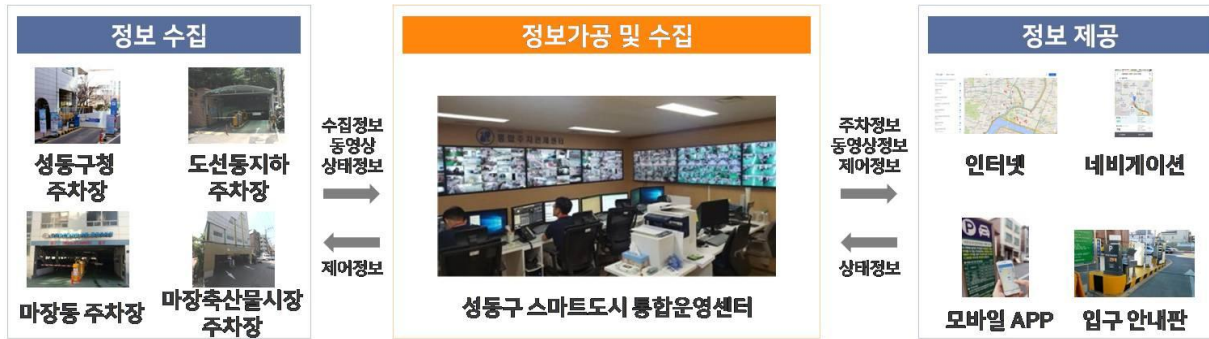 정보 수집
성동구청
주차장
도선동지하
주차장
마장동 주차장
마장축산물시장
주차장
수집정보
동영상
상태정보
제어정보
정보가공 및 수집
성동구 스마트도시 통합운영센터
주차정보
동영상정보
제어정보
상태정보
정보 제공
인터넷
네비게이션
모바일 APP
입구 안내판